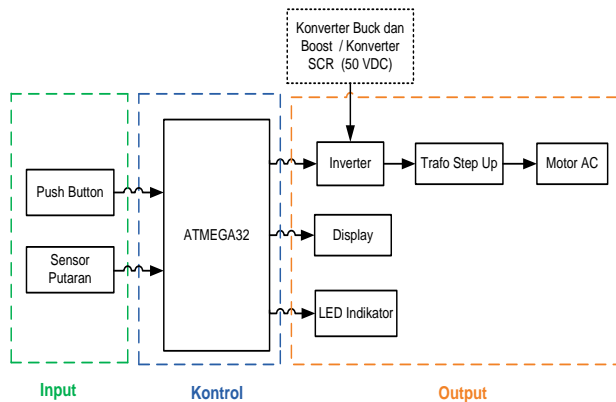 Konverter Buck dan
Boost / Konverter
SCR (50 VDC)
Push Button
Sensor
Putaran
ATMEGA32
Inverter
Trafo Step Up
Motor AC
Display
LED Indikator
Input
Kontrol
Output